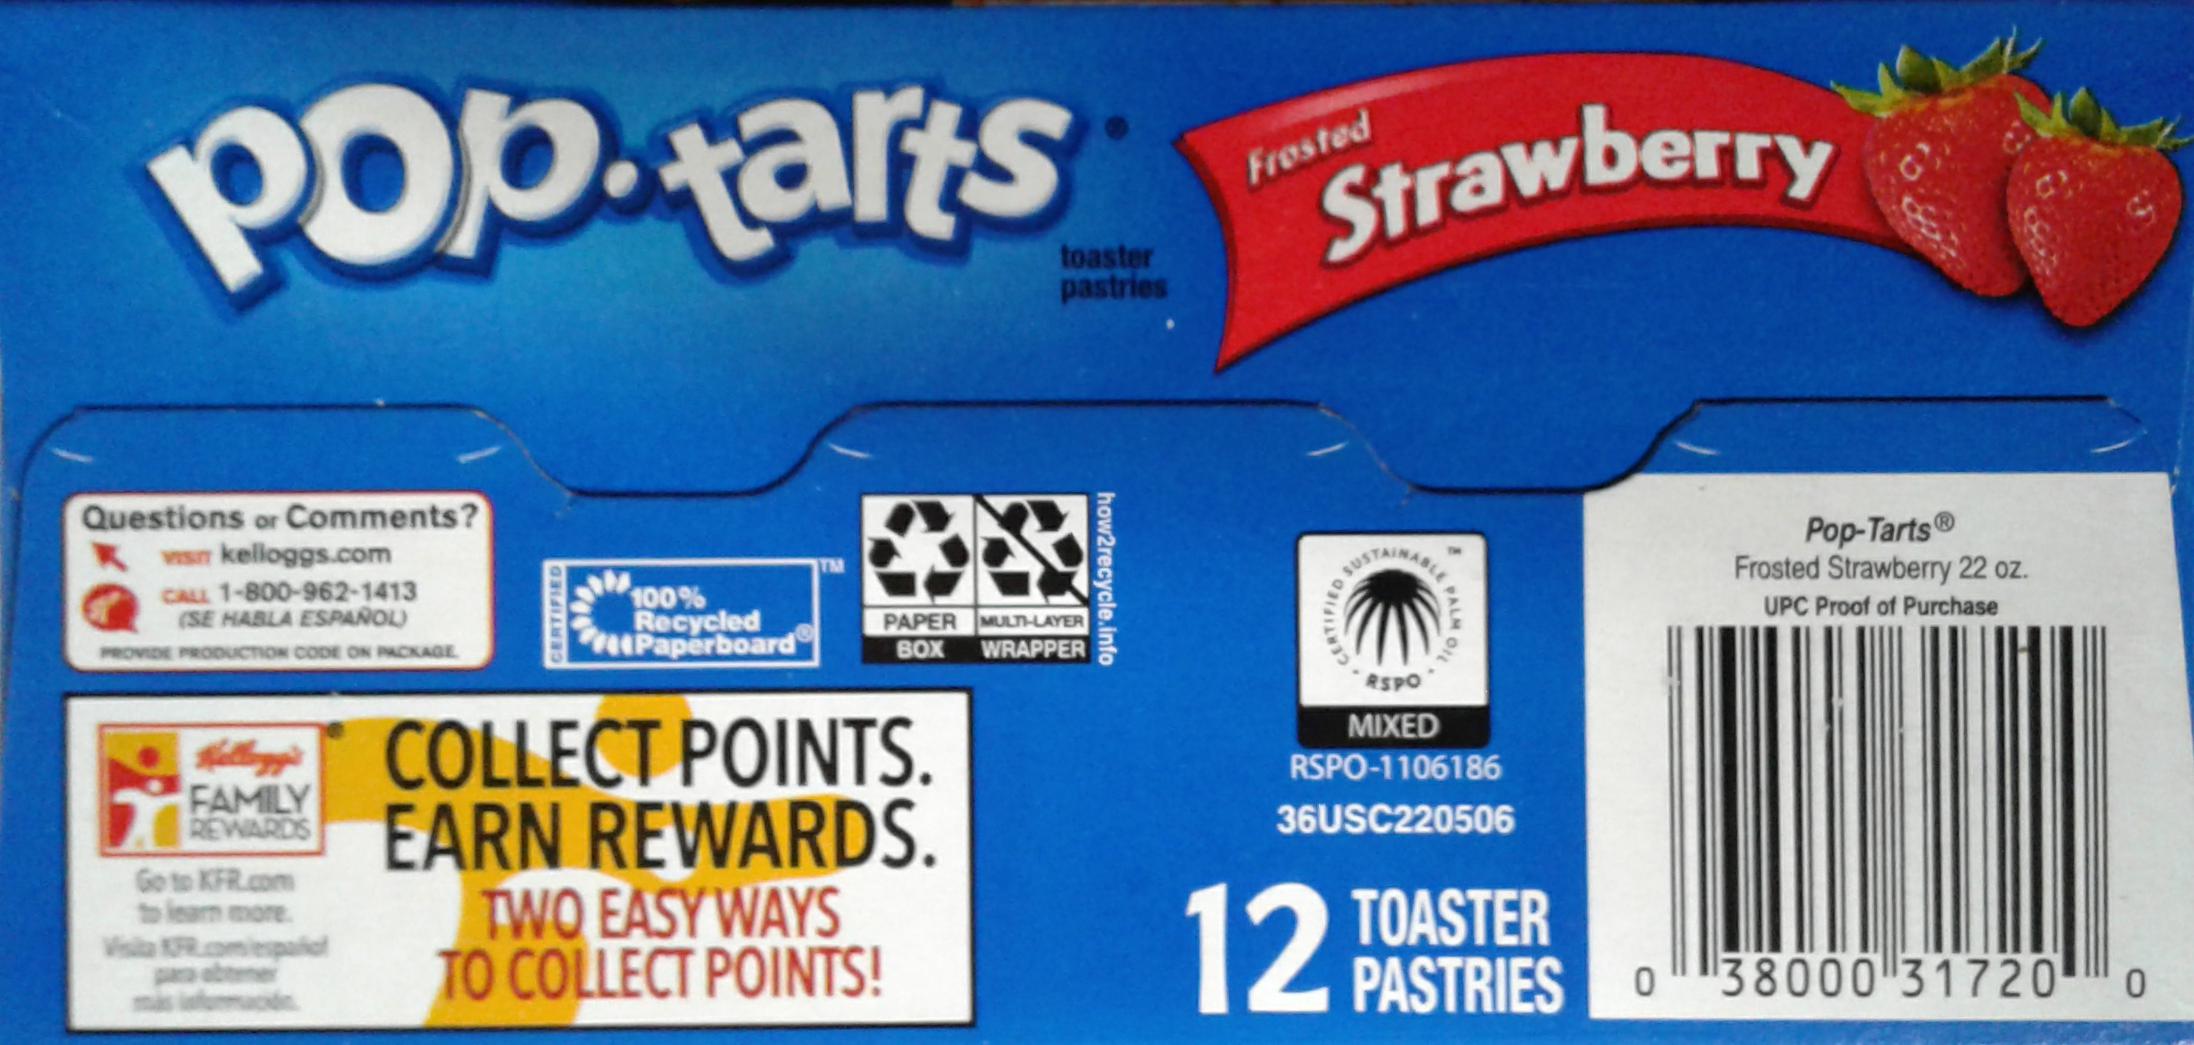 pop·tarts®
toaster
pastries
Frosted
Strawberry
Questions or Comments?
VISIT kelloggs.com
CALL 1-800-962-1413
(SE HABLA ESPAÑOL)
PROVIDE PRODUCTION CODE ON PACKAGE.
CERTIFIED
100%
Recycled
Paperboard®
TM
PAPER
BOX
MULTI-LAYER
WRAPPER
how2recycle.info
CERTIFIED SUSTAINABLE PALM OIL
TM
RSPO
MIXED
RSPO-1106186
36USC220506
12 TOASTER
PASTRIES
Pop-Tarts®
Frosted Strawberry 22 oz.
UPC Proof of Purchase
0 38000 31720 0
Kellogg's®
FAMILY
REWARDS
Go to KFR.com
to learn more.
Visita KFR.com/español
para obtener
más información.
COLLECT POINTS.
EARN REWARDS.
TWO EASY WAYS
TO COLLECT POINTS!